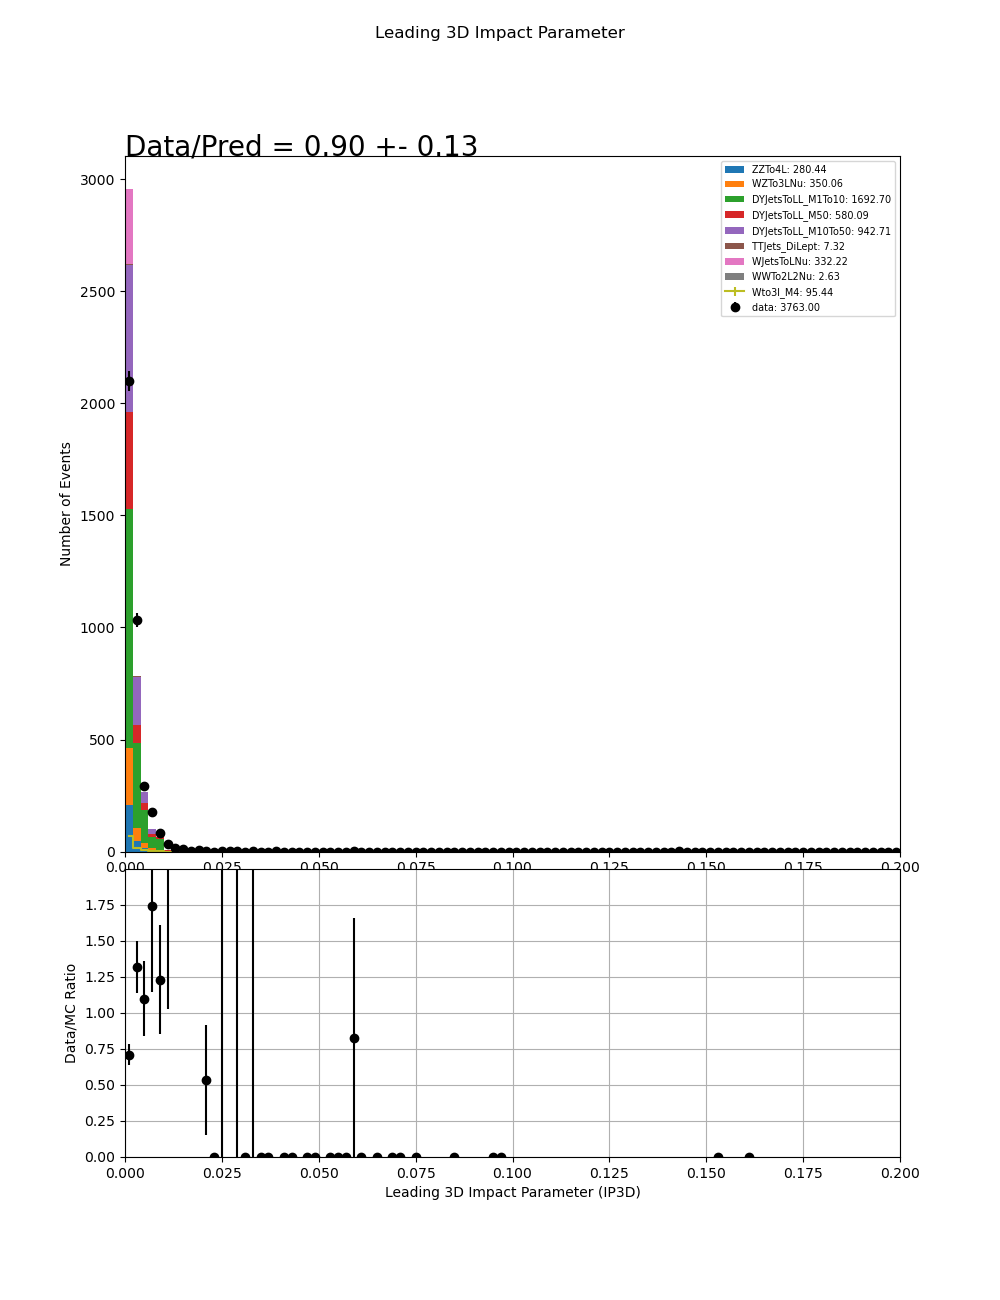 Leading 3D Impact Parameter
Data/Pred = 0.90 +- 0.13
3000
2500
2000
1500
1000
500
0
Number of Events
ZZTo4L: 280.44
WZTo3LNu: 350.06
DYJetsToLL_M1To10: 1692.70
DYJetsToLL_M50: 580.09
DYJetsToLL_M10To50: 942.71
TTJets_DiLept: 7.32
WJetsToLNu: 332.22
WWTo2L2Nu: 2.63
Wto3l_M4: 95.44
data: 3763.00
0.000 0.025 0.050 0.075 0.100 0.125 0.150 0.175 0.200
1.75
1.50
1.25
1.00
0.75
0.50
0.25
0.00
Data/MC Ratio
0.000 0.025 0.050 0.075 0.100 0.125 0.150 0.175 0.200
Leading 3D Impact Parameter (IP3D)